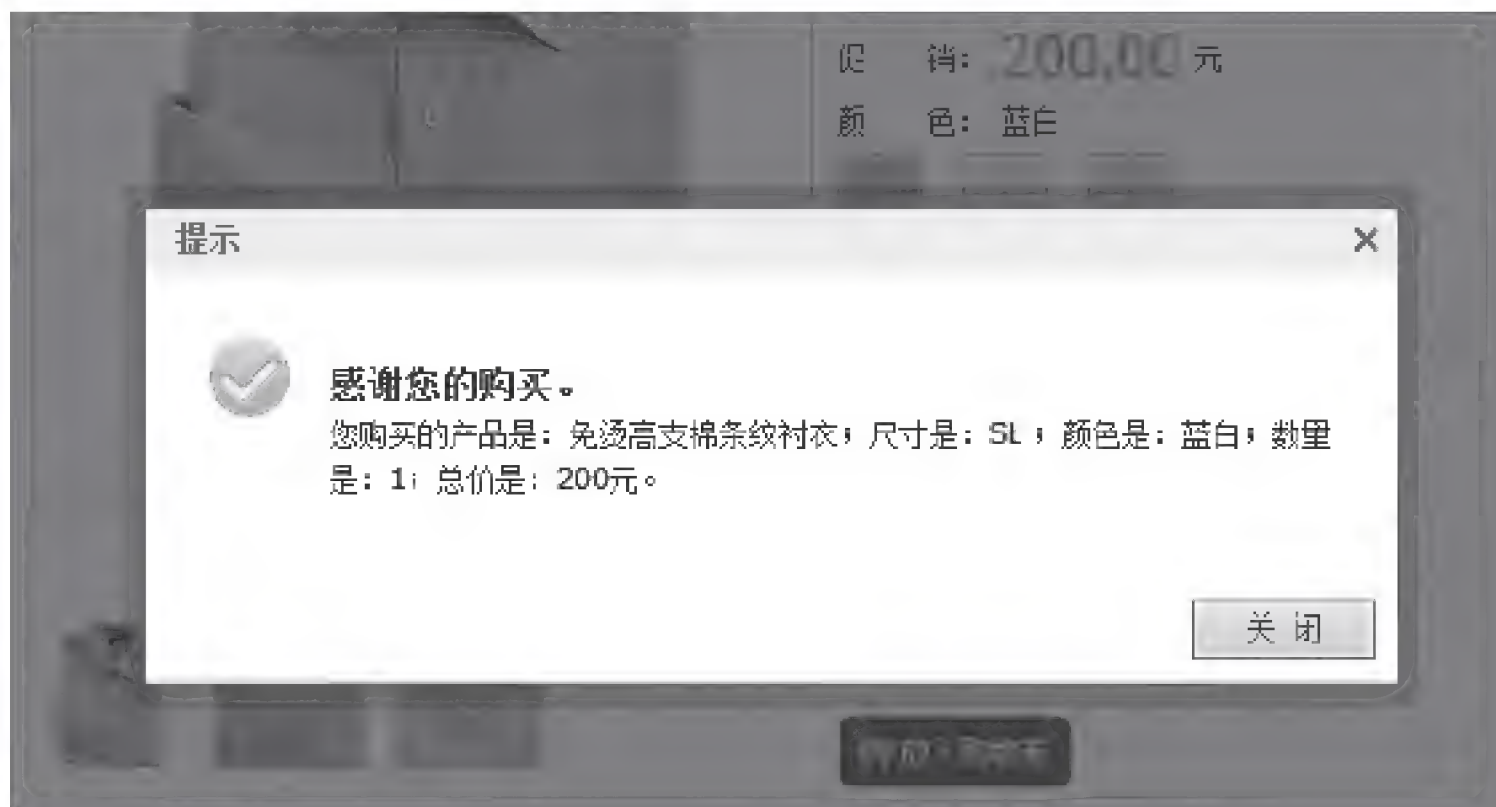 促 销: 200.00 元
颜 色: 蓝白
提示
感谢您的购买。
您购买的产品是: 免烫高支棉条纹衬衣; 尺寸是: SL ; 颜色是: 蓝白; 数量
是: 1; 总价是: 200元。
关 闭